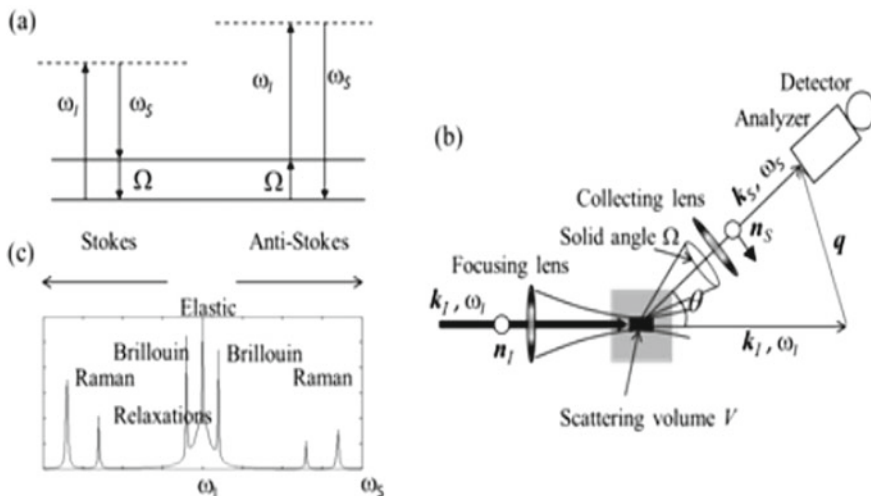 (a)
ω_I ω_S
Ω
Stokes
ω_I ω_S
Ω
Anti-Stokes
(b)
Detector
Analyzer
k_S, ω_S
Collecting lens
n_S
Solid angle Ω
q
Focusing lens
θ
k_I, ω_I
n_I
k_I, ω_I
Scattering volume V
(c)
Elastic
Brillouin Brillouin
Raman Raman
Relaxations
ω_I ω_S